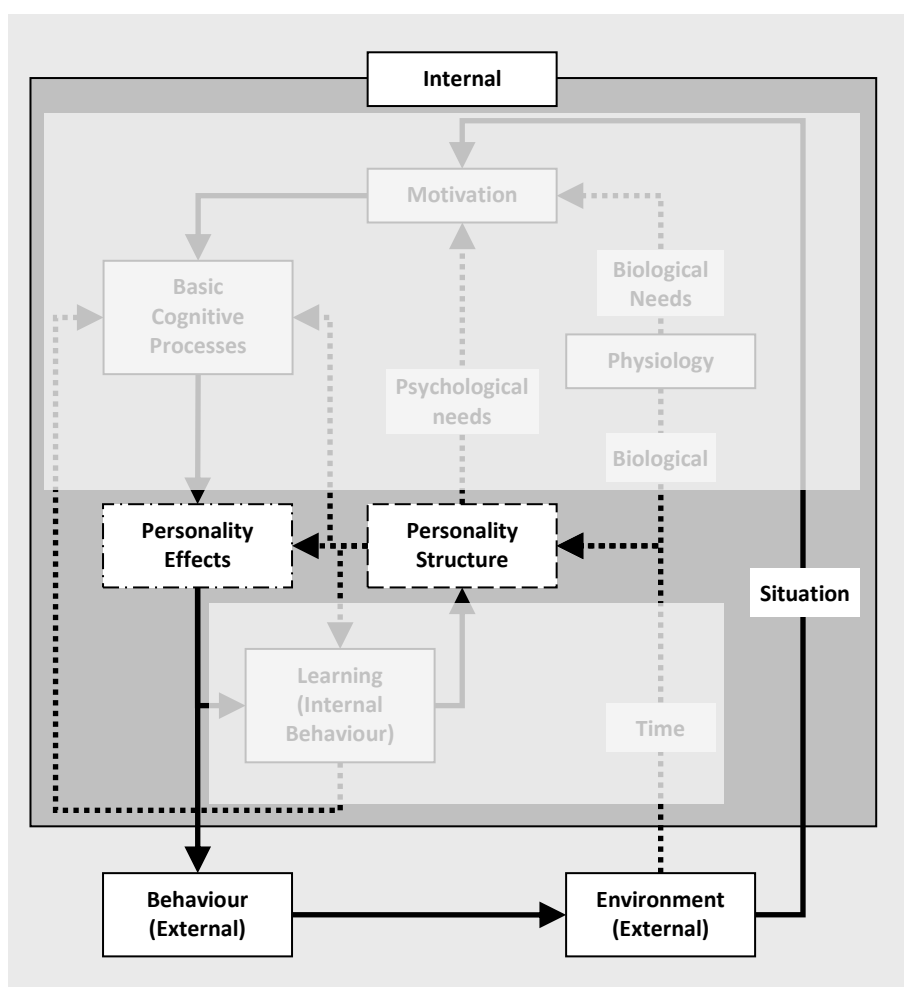 Internal
Motivation
Biological
Needs
Basic
Cognitive
Processes
Physiology
Psychological
needs
Biological
Personality
Effects
Personality
Structure
Situation
Learning
(Internal
Behaviour)
Time
Behaviour
(External)
Environment
(External)